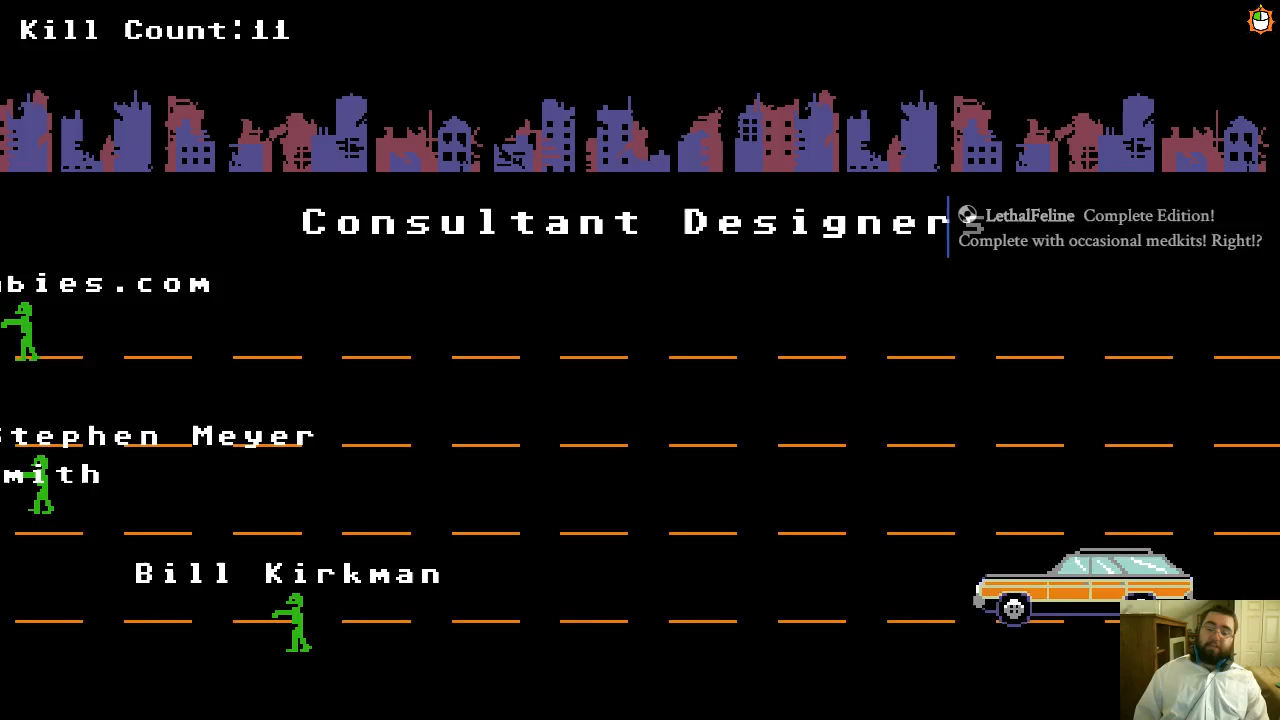 Kill Count:11
Consultant Designers
LethalFeline Complete Edition!
Complete with occasional medkits! Right!?
bies.com
Stephen Meyer
mith
Bill Kirkman